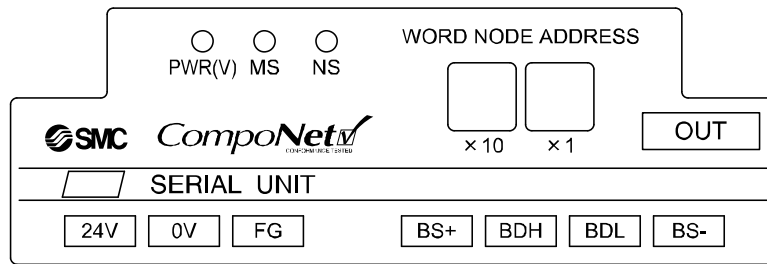 WORD NODE ADDRESS
PWR(V) MS NS
SMC CompoNet
CONFORMANCE TESTED
×10 ×1
OUT
SERIAL UNIT
24V 0V FG BS+ BDH BDL BS-